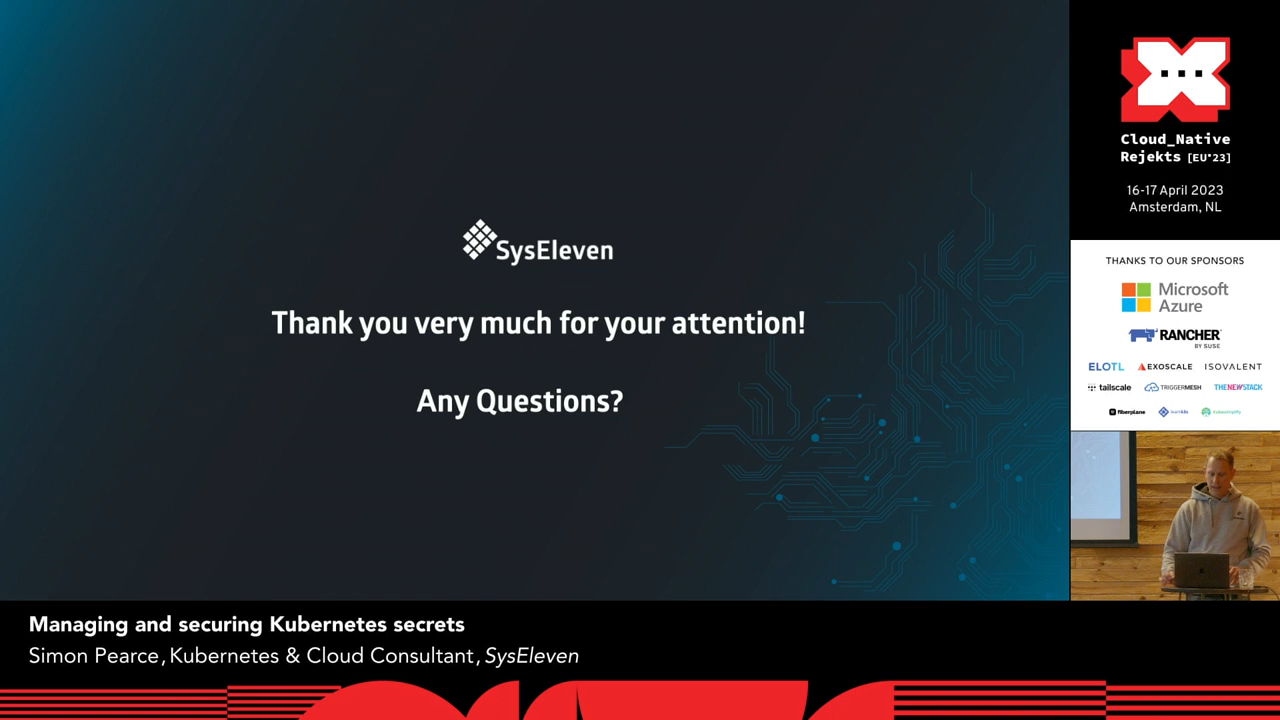 SysEleven
Thank you very much for your attention!
Any Questions?
Cloud_Native
Rejekts [EU*23]
16-17 April 2023
Amsterdam, NL
THANKS TO OUR SPONSORS
Microsoft
Azure
RANCHER
BY SUSE
ELOTL EXOSCALE ISOVALENT
tailscale TRIGGERMESH THENEWSTACK
fiberplane
Managing and securing Kubernetes secrets
Simon Pearce, Kubernetes & Cloud Consultant, SysEleven